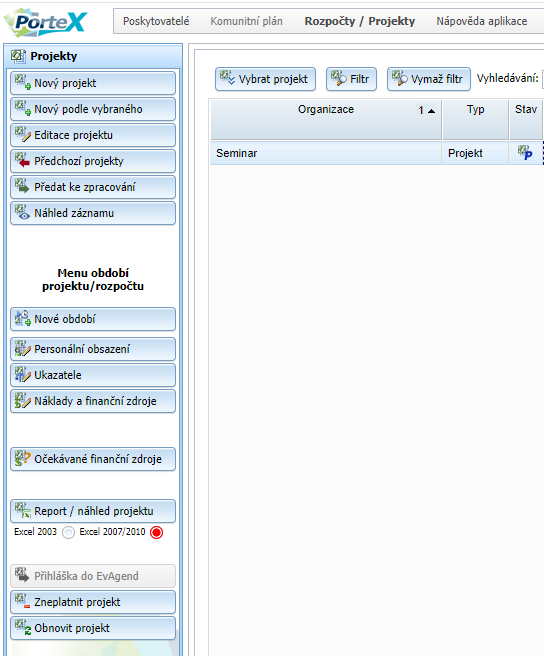 PorteX
Poskytovatelé Komunitní plán Rozpočty / Projekty Nápověda aplikace
Projekty
Nový projekt
Nový podle vybraného
Editace projektu
Předchozí projekty
Předat ke zpracování
Náhled záznamu
Menu období
projektu/rozpočtu
Nové období
Personální obsazení
Ukazatele
Náklady a finanční zdroje
Očekávané finanční zdroje
Report / náhled projektu
Excel 2003 Excel 2007/2010
Přihláška do EvAgend
Zneplatnit projekt
Obnovit projekt
Vybrat projekt Filtr Vymaž filtr Vyhledávání:
Organizace 1 Typ Stav
Seminar Projekt P